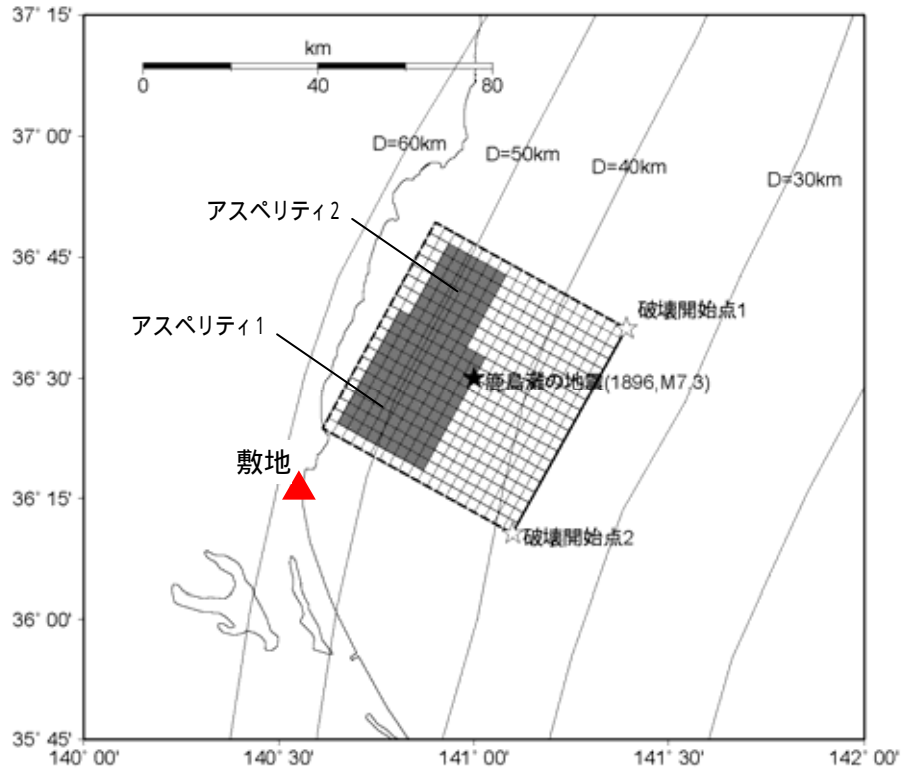 37° 15'
km
0 40 80
37° 00'
D=60km
D=50km
D=40km
D=30km
アスペリティ2
36° 45'
破壊開始点1
アスペリティ1
36° 30'
鹿島灘の地震(1896,M7.3)
敷地
36° 15'
破壊開始点2
36° 00'
35° 45'
140° 00' 140° 30' 141° 00' 141° 30' 142° 00'